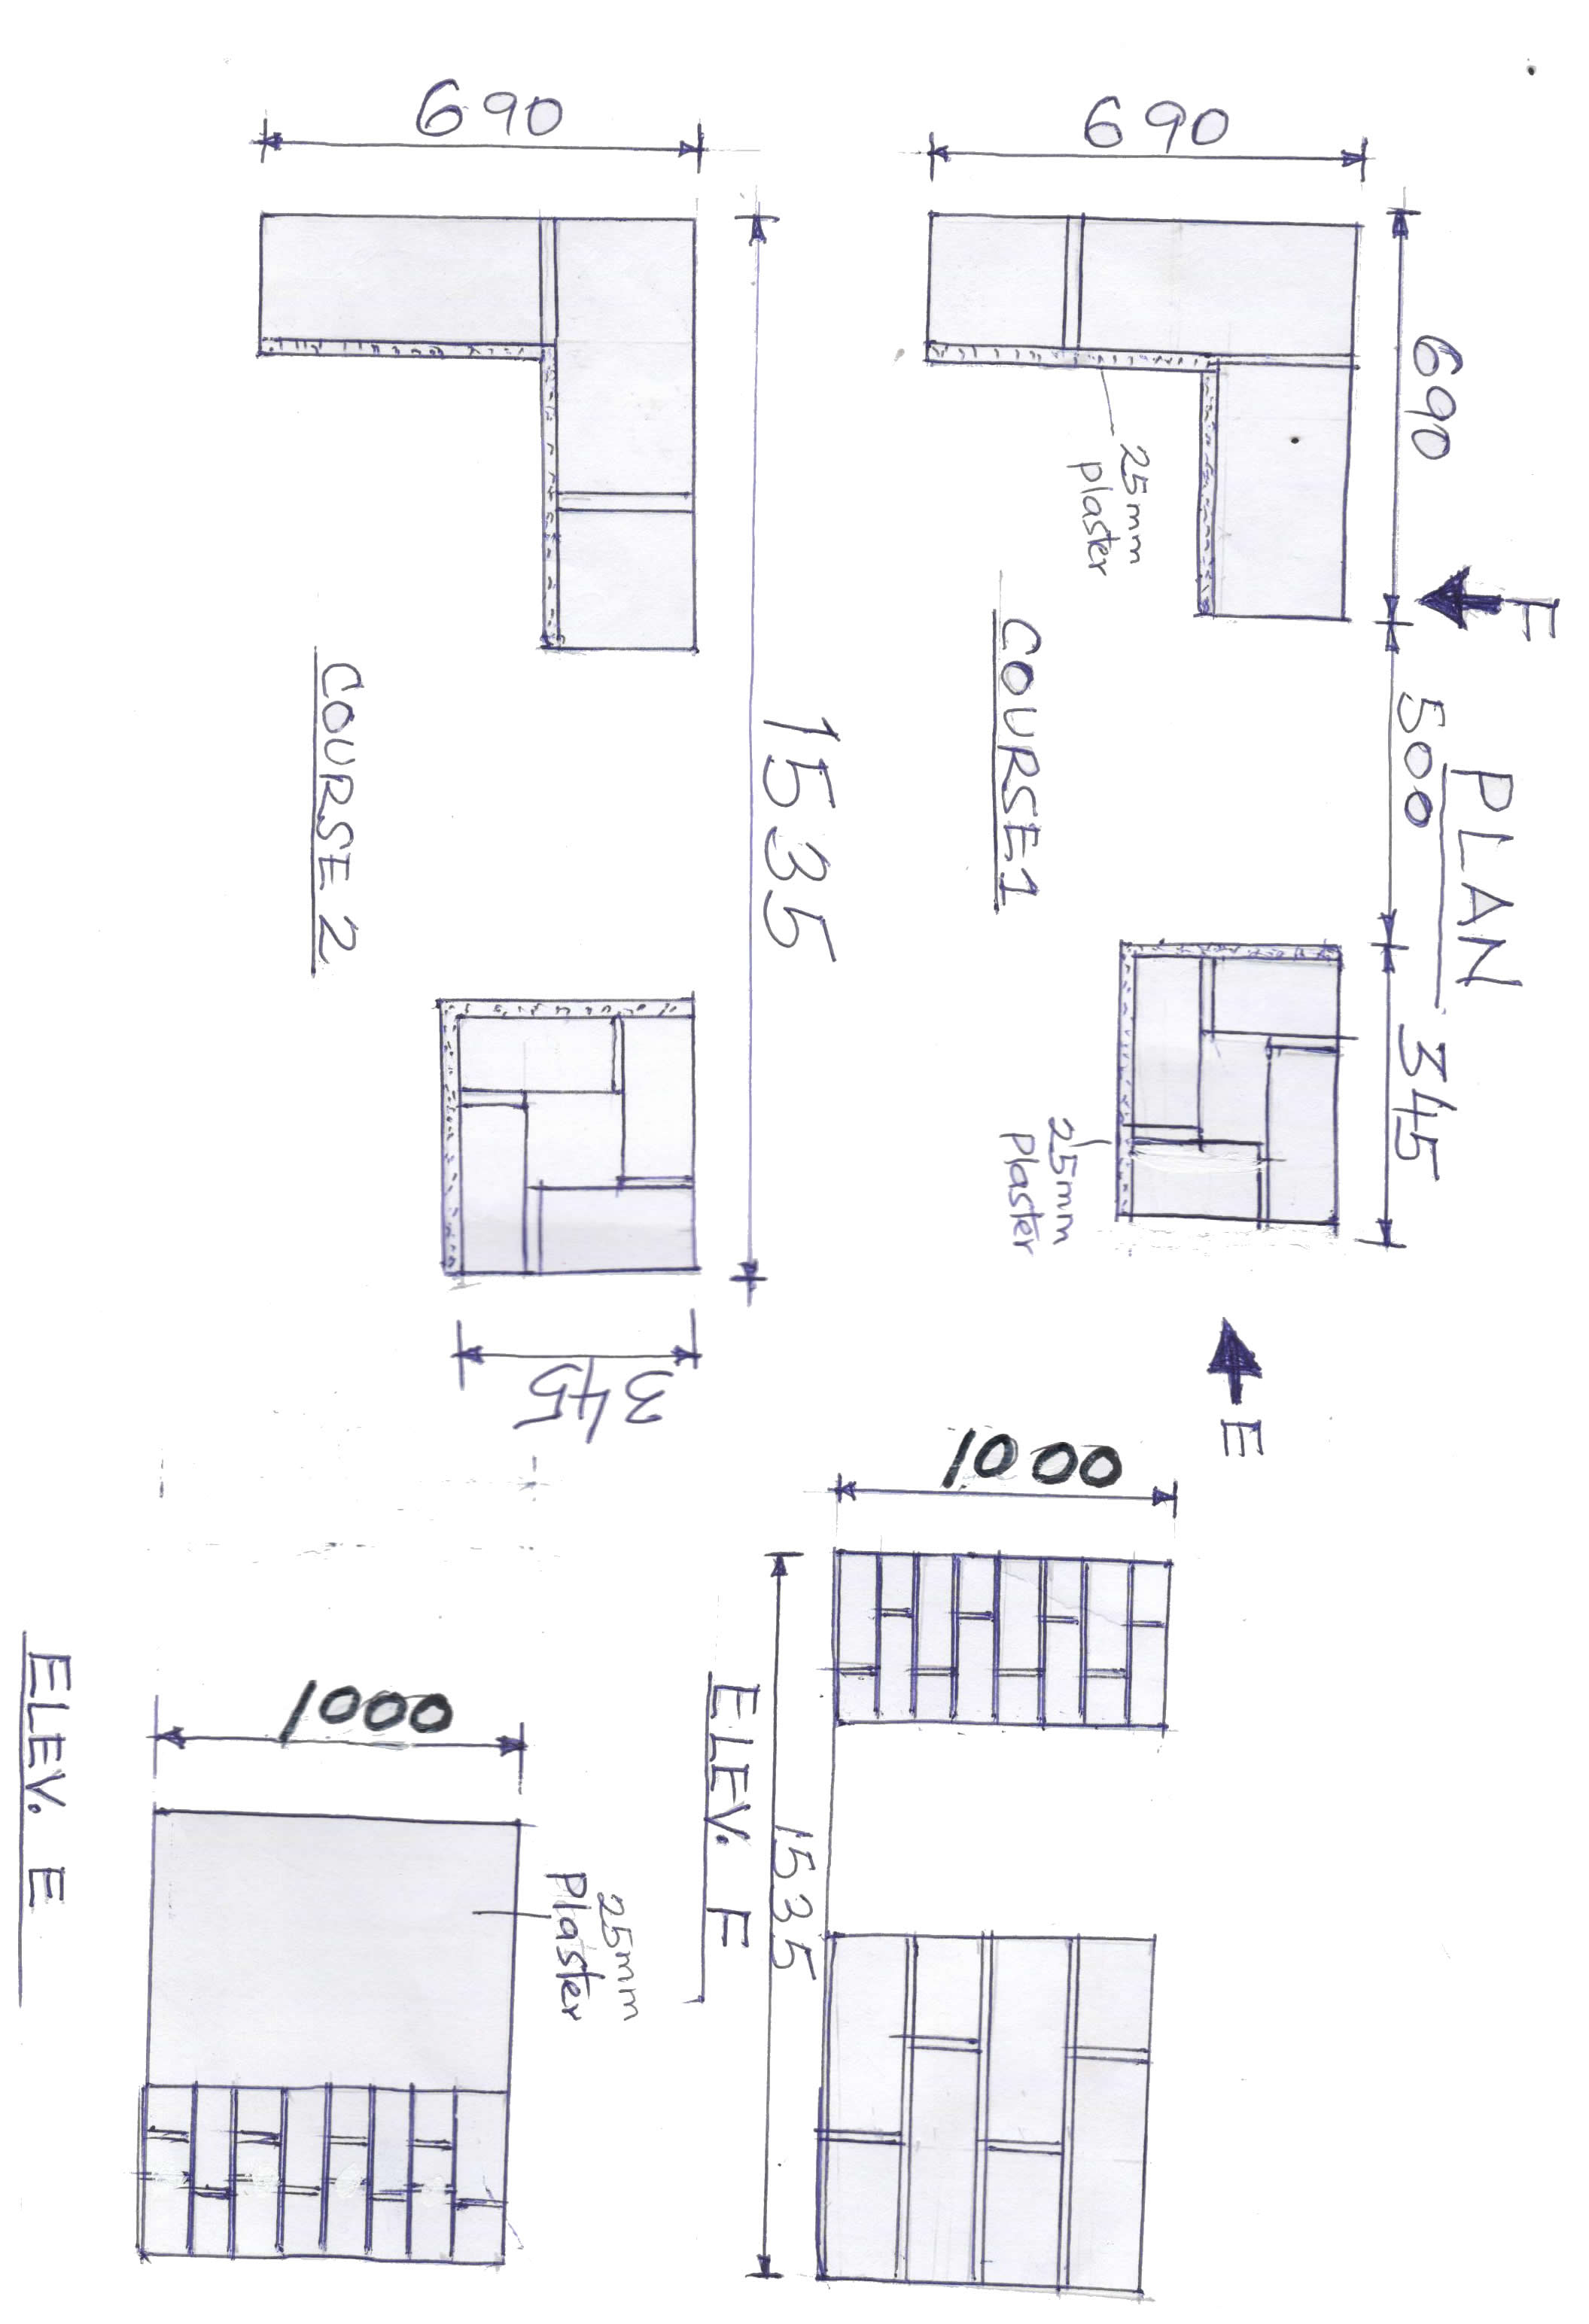 PLAN
F
690
500
345
690
25mm
plaster
COURSE 1
25mm
plaster
E
1535
690
COURSE 2
345
1000
1535
ELEV. F
1000
25mm
Plaster
ELEV. E